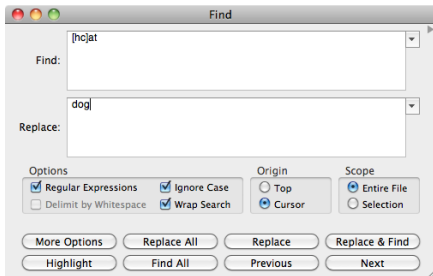 Find
Find:
[hc]at
Replace:
dog
Options
Regular Expressions
Ignore Case
Delimit by Whitespace
Wrap Search
Origin
Top
Cursor
Scope
Entire File
Selection
More Options
Replace All
Replace
Replace & Find
Highlight
Find All
Previous
Next